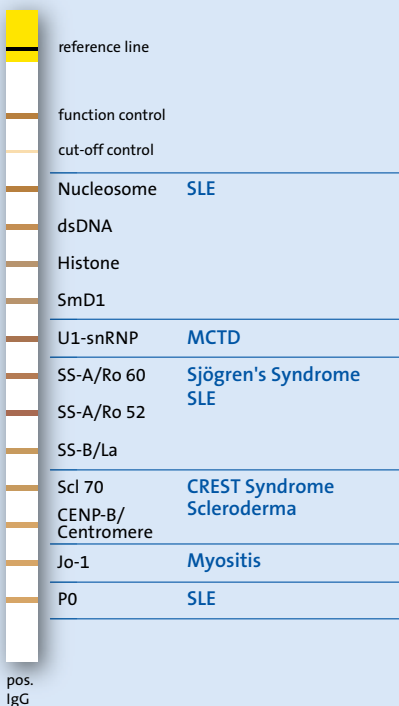 reference line
function control
cut-off control
Nucleosome SLE
dsDNA
Histone
SmD1
U1-snRNP MCTD
SS-A/Ro 60 Sjögren's Syndrome
SLE
SS-A/Ro 52
SS-B/La
Scl 70 CREST Syndrome
CENP-B/ Scleroderma
Centromere
Jo-1 Myositis
P0 SLE
pos.
IgG